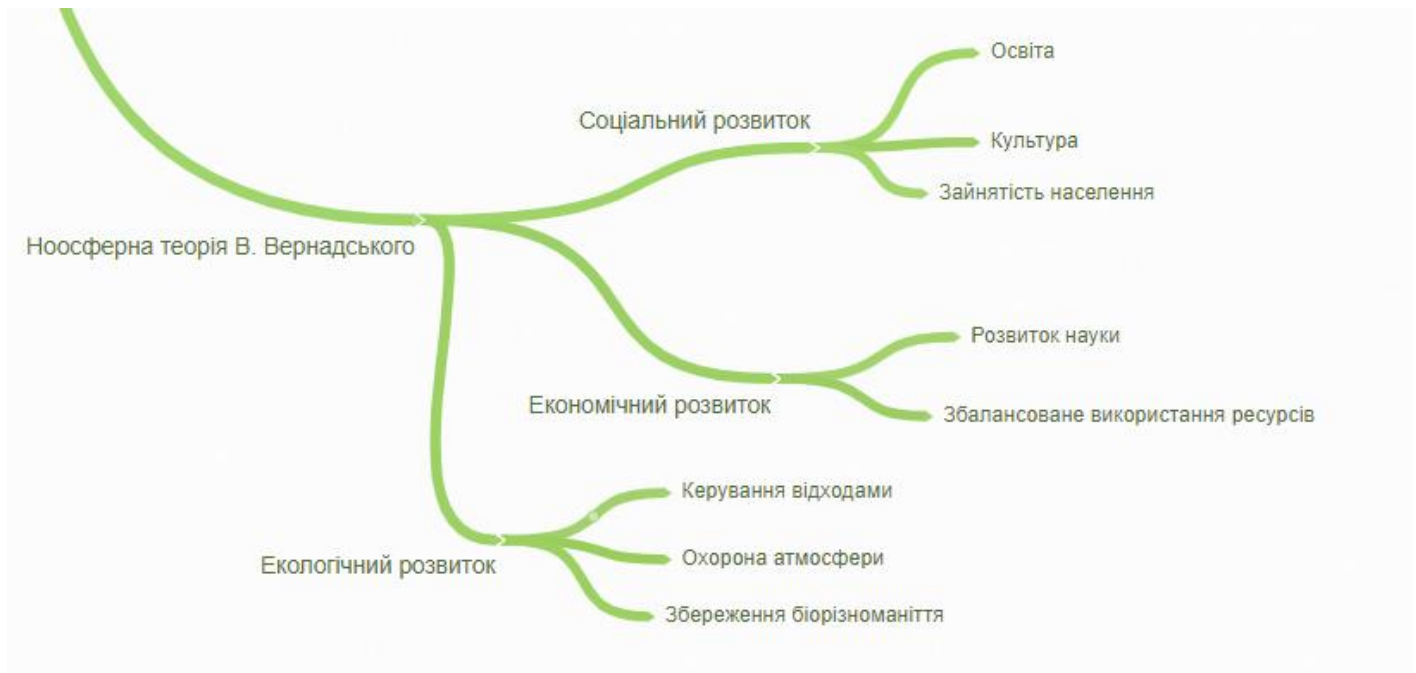 Ноосферна теорія В. Вернадського
Соціальний розвиток
Освіта
Культура
Зайнятість населення
Економічний розвиток
Розвиток науки
Збалансоване використання ресурсів
Екологічний розвиток
Керування відходами
Охорона атмосфери
Збереження біорізноманіття